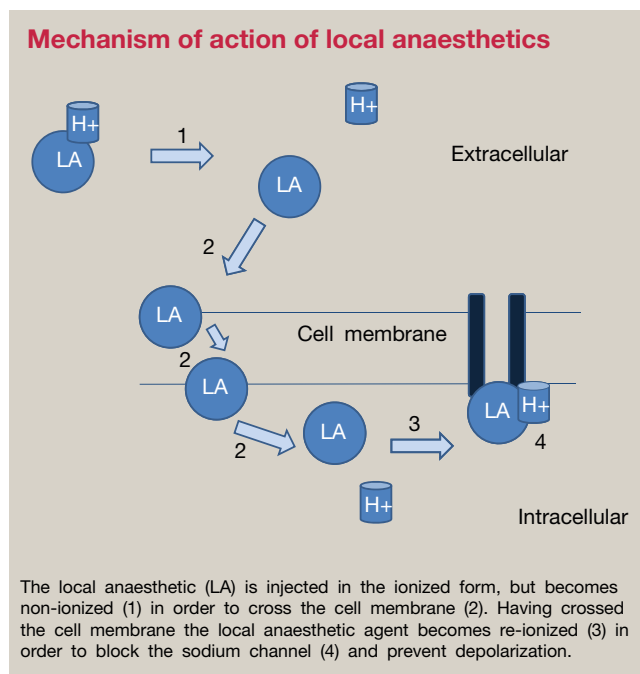 Mechanism of action of local anaesthetics
H+
H+
LA
1
Extracellular
LA
2
LA
Cell membrane
2
LA
LA
H+
2
LA
3
4
H+
Intracellular
The local anaesthetic (LA) is injected in the ionized form, but becomes
non-ionized (1) in order to cross the cell membrane (2). Having crossed
the cell membrane the local anaesthetic agent becomes re-ionized (3) in
order to block the sodium channel (4) and prevent depolarization.